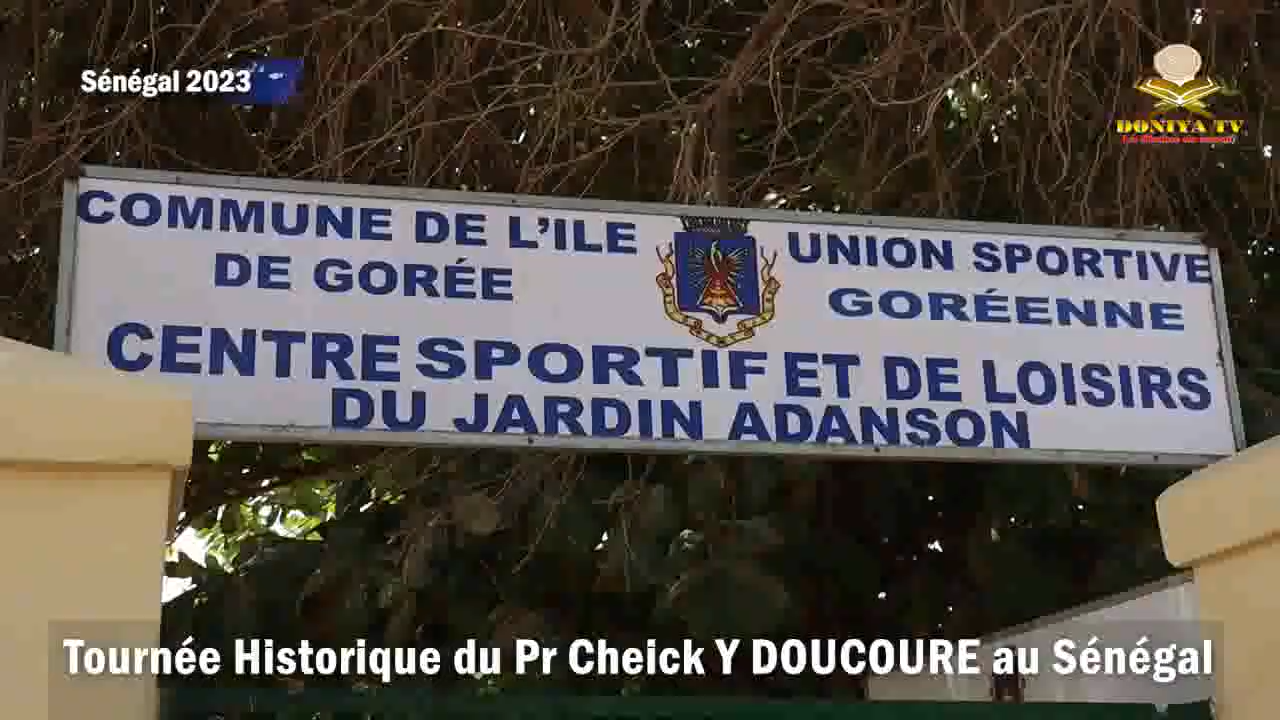 Sénégal 2023
DONIYA TV
COMMUNE DE L'ILE
DE GORÉE
UNION SPORTIVE
GORÉENNE
CENTRE SPORTIF ET DE LOISIRS
DU JARDIN ADANSON
Tournée Historique du Pr Cheick Y DOUCOURE au Sénégal